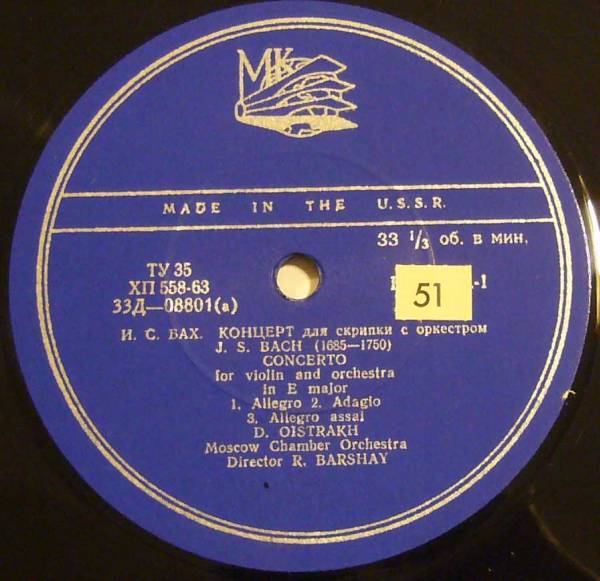 МК
MADE IN THE U.S.S.R.
33 1/3 об. в мин.
ТУ 35
ХП 558-63
33Д—08801(а)
51
-1
И. С. БАХ. КОНЦЕРТ для скрипки с оркестром
J. S. BACH (1685—1750)
CONCERTO
for violin and orchestra
in E major
1. Allegro 2. Adagio
3. Allegro assai
D. OISTRAKH
Moscow Chamber Orchestra
Director R. BARSHAY